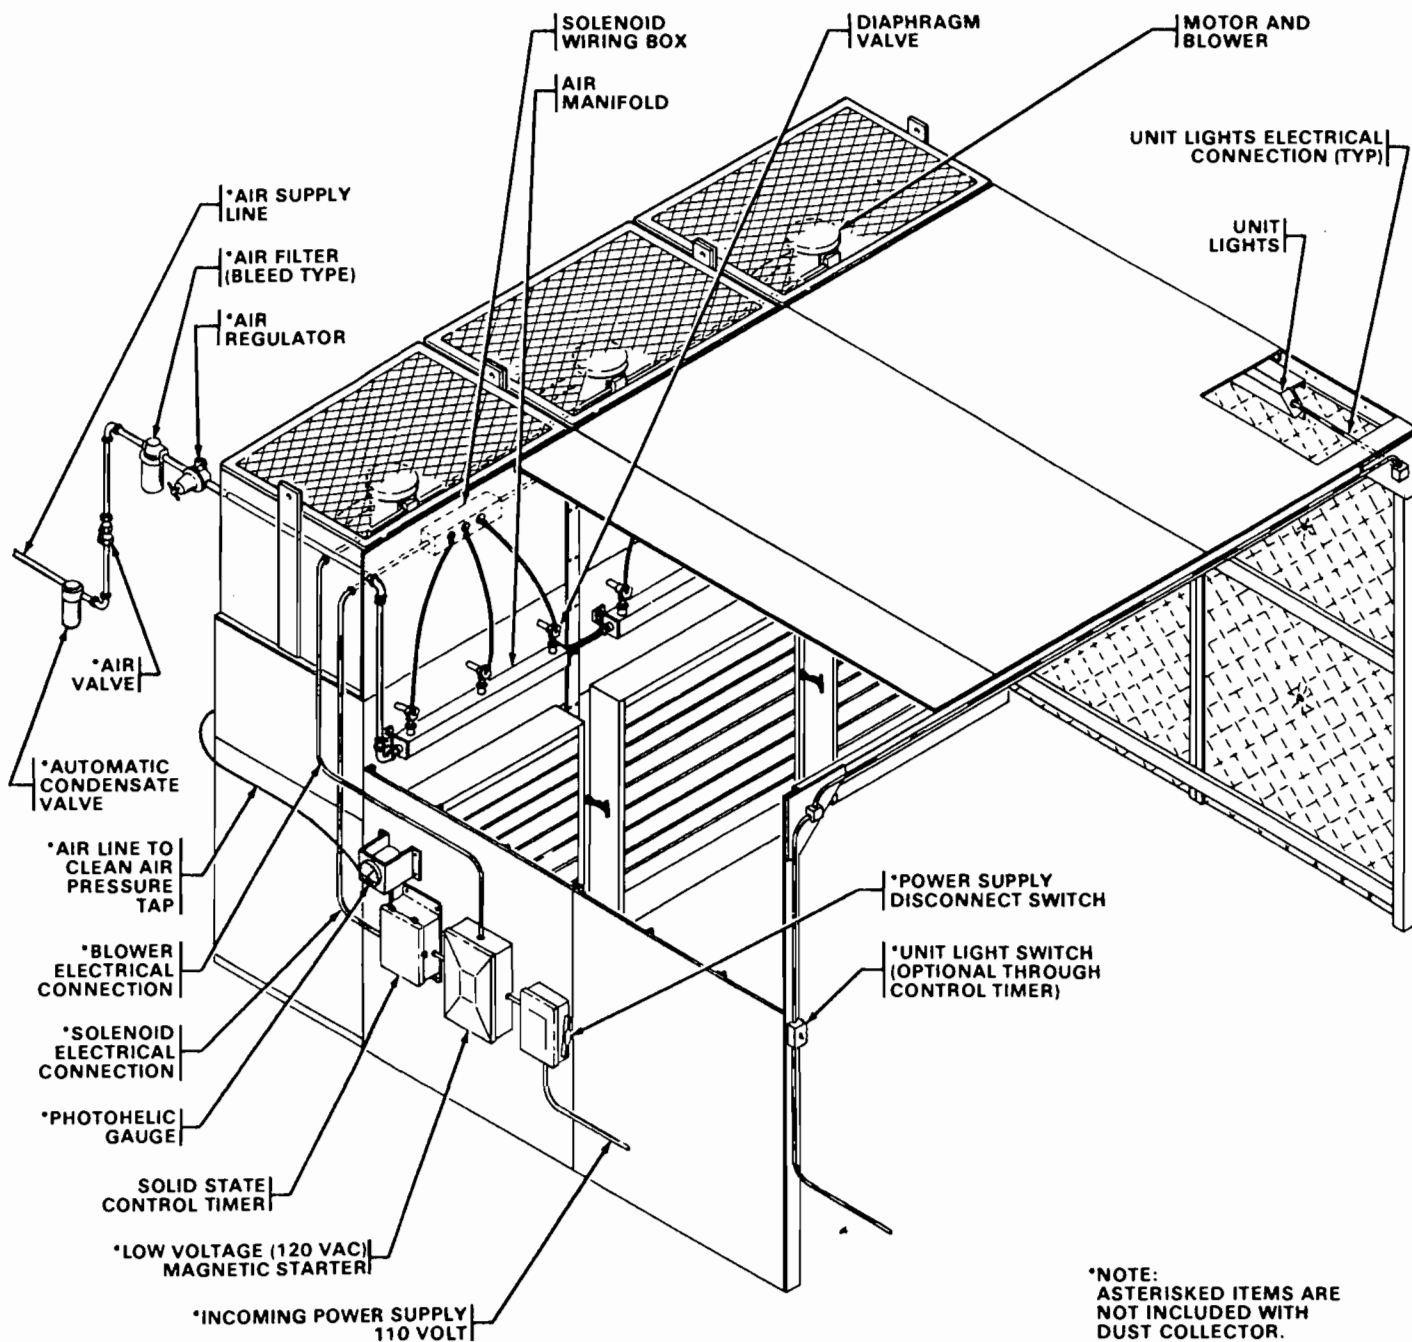 SOLENOID
WIRING BOX
DIAPHRAGM
VALVE
MOTOR AND
BLOWER
AIR
MANIFOLD
UNIT LIGHTS ELECTRICAL
CONNECTION (TYP)
*AIR SUPPLY
LINE
UNIT
LIGHTS
*AIR FILTER
(BLEED TYPE)
*AIR
REGULATOR
*AIR
VALVE
*AUTOMATIC
CONDENSATE
VALVE
*AIR LINE TO
CLEAN AIR
PRESSURE
TAP
*POWER SUPPLY
DISCONNECT SWITCH
*BLOWER
ELECTRICAL
CONNECTION
*UNIT LIGHT SWITCH
(OPTIONAL THROUGH
CONTROL TIMER)
*SOLENOID
ELECTRICAL
CONNECTION
*PHOTOHELIC
GAUGE
SOLID STATE
CONTROL TIMER
*LOW VOLTAGE (120 VAC)
MAGNETIC STARTER
*INCOMING POWER SUPPLY
110 VOLT
*NOTE:
ASTERISKED ITEMS ARE
NOT INCLUDED WITH
DUST COLLECTOR.